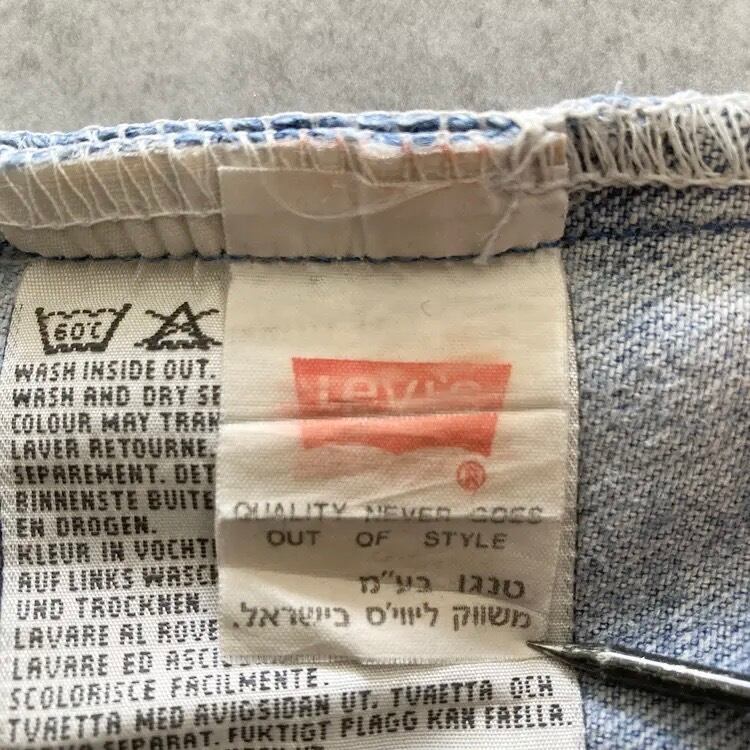 60℃
WASH INSIDE OUT.
WASH AND DRY
COLOUR MAY
LAVER RETOURNE.
SEPAREMENT.
BINNENSTE
EN DROGEN.
KLEUR IN
AUF LINKS
UND TROCKNEN.
LAVARE AL
LAVARE ED
SCOLORISCE FACILMENTE.
TVAETTA MED AVIGSIDAN UT. TVAETTA OCH
SEPARAT. FUKTIGT PLAGG KAN FAELLA.
Levi's
®
QUALITY NEVER GOES
OUT OF STYLE
טנגו בע"מ
משווק ליווי'ס בישראל.